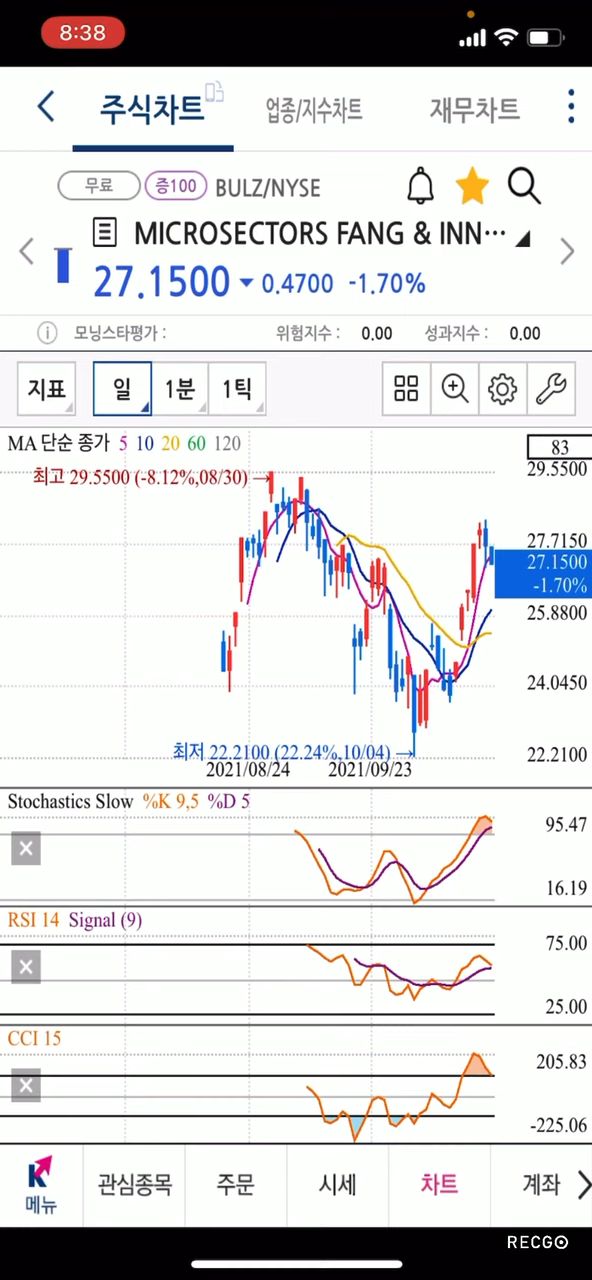 8:38
주식차트 업종/지수차트 재무차트
무료 증100 BULZ/NYSE
MICROSECTORS FANG & INN···
27.1500 ▼ 0.4700 -1.70%
모닝스타평가 : 위험지수 : 0.00 성과지수 : 0.00
지표 일 1분 1틱
MA 단순 종가 5 10 20 60 120
83
29.5500
최고 29.5500 (-8.12%,08/30) →
27.7150
27.1500
-1.70%
25.8800
24.0450
최저 22.2100 (22.24%,10/04) →
22.2100
2021/08/24 2021/09/23
Stochastics Slow %K 9,5 %D 5
95.47
16.19
RSI 14 Signal (9)
75.00
25.00
CCI 15
205.83
-225.06
K
메뉴 관심종목 주문 시세 차트 계좌
RECGO